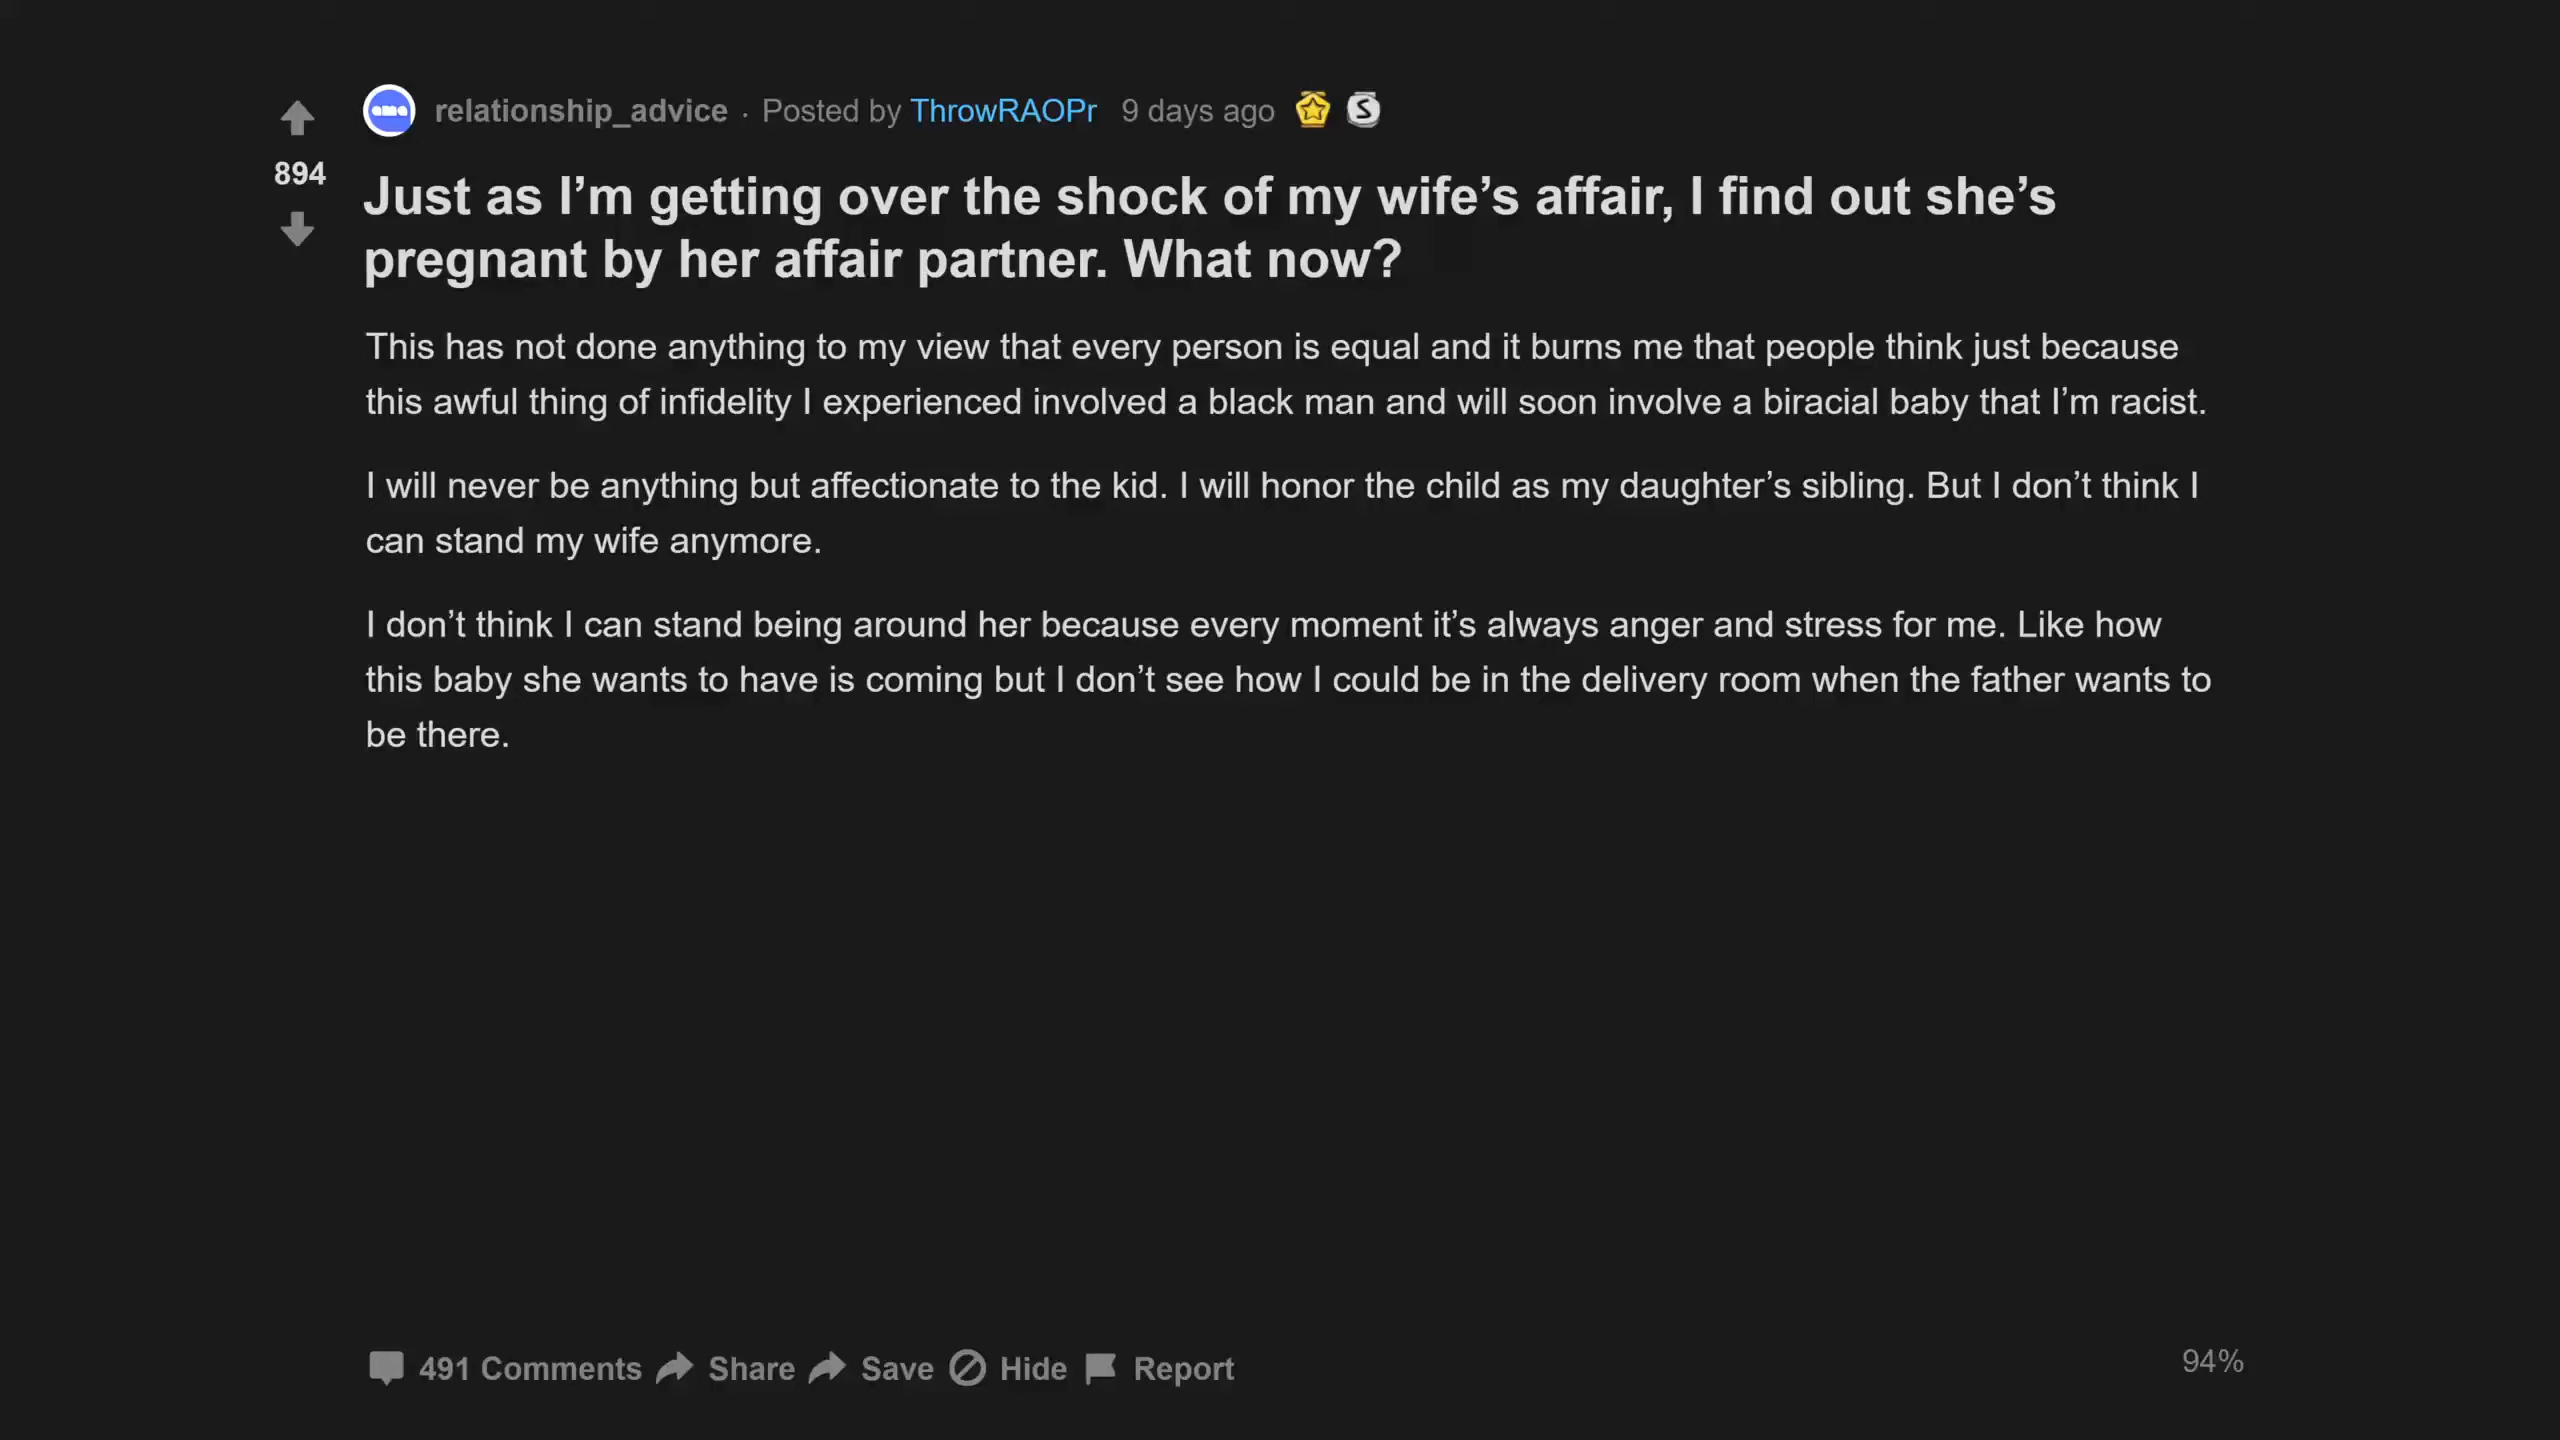 relationship_advice · Posted by ThrowRAOPr 9 days ago
894
Just as I’m getting over the shock of my wife’s affair, I find out she’s
pregnant by her affair partner. What now?
This has not done anything to my view that every person is equal and it burns me that people think just because
this awful thing of infidelity I experienced involved a black man and will soon involve a biracial baby that I’m racist.
I will never be anything but affectionate to the kid. I will honor the child as my daughter’s sibling. But I don’t think I
can stand my wife anymore.
I don’t think I can stand being around her because every moment it’s always anger and stress for me. Like how
this baby she wants to have is coming but I don’t see how I could be in the delivery room when the father wants to
be there.
491 Comments Share Save Hide Report
94%